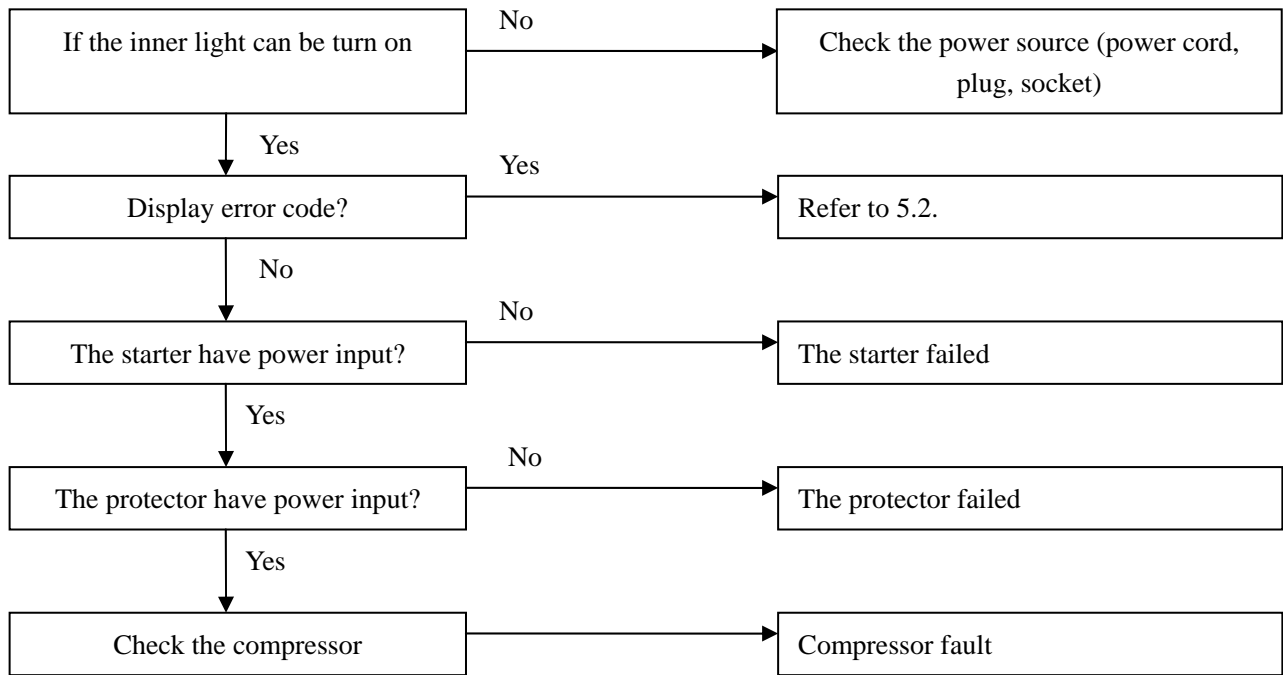 If the inner light can be turn on
No
Check the power source (power cord,
plug, socket)
Yes
Display error code?
Yes
Refer to 5.2.
No
The starter have power input?
No
The starter failed
Yes
The protector have power input?
No
The protector failed
Yes
Check the compressor
Compressor fault